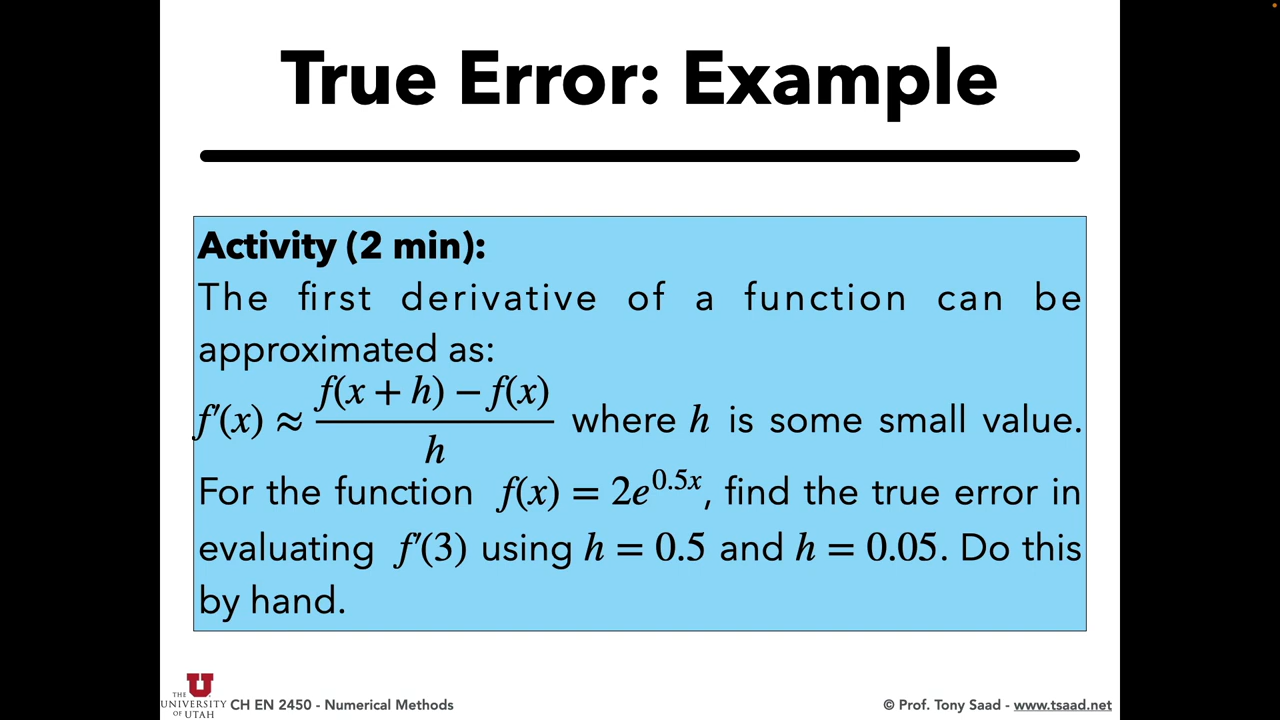 True Error: Example
Activity (2 min):
The first derivative of a function can be
approximated as:
f′(x) ≈ \frac{f(x + h) − f(x)}{h} where h is some small value.
For the function f(x) = 2e^{0.5x}, find the true error in
evaluating f′(3) using h = 0.5 and h = 0.05. Do this
by hand.
THE
U
UNIVERSITY
OF UTAH
CH EN 2450 - Numerical Methods
© Prof. Tony Saad - www.tsaad.net